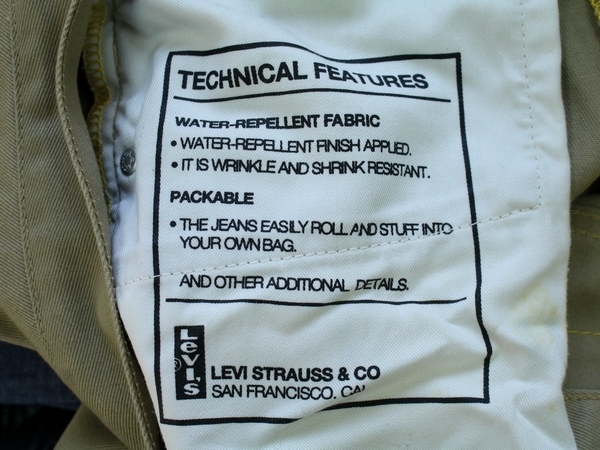 TECHNICAL FEATURES
WATER-REPELLENT FABRIC
• WATER-REPELLENT FINISH APPLIED.
• IT IS WRINKLE AND SHRINK RESISTANT.
PACKABLE
• THE JEANS EASILY ROLL AND STUFF INTO
YOUR OWN BAG.
AND OTHER ADDITIONAL DETAILS.
LEVI'S
®
LEVI STRAUSS & CO
SAN FRANCISCO. CA